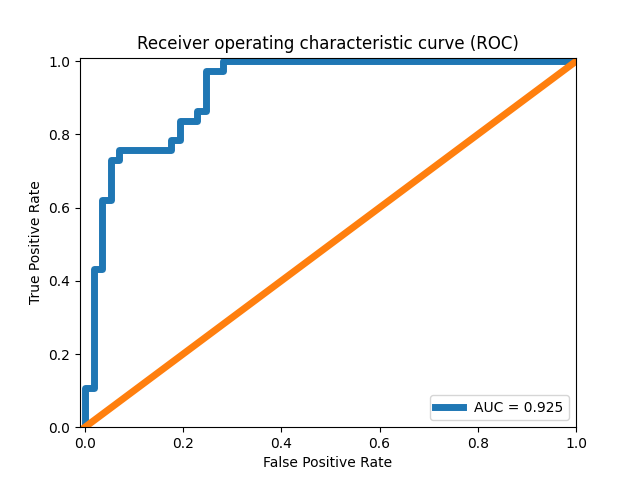 Receiver operating characteristic curve (ROC)
1.0
0.8
0.6
0.4
0.2
0.0
True Positive Rate
0.0 0.2 0.4 0.6 0.8 1.0
False Positive Rate
AUC = 0.925